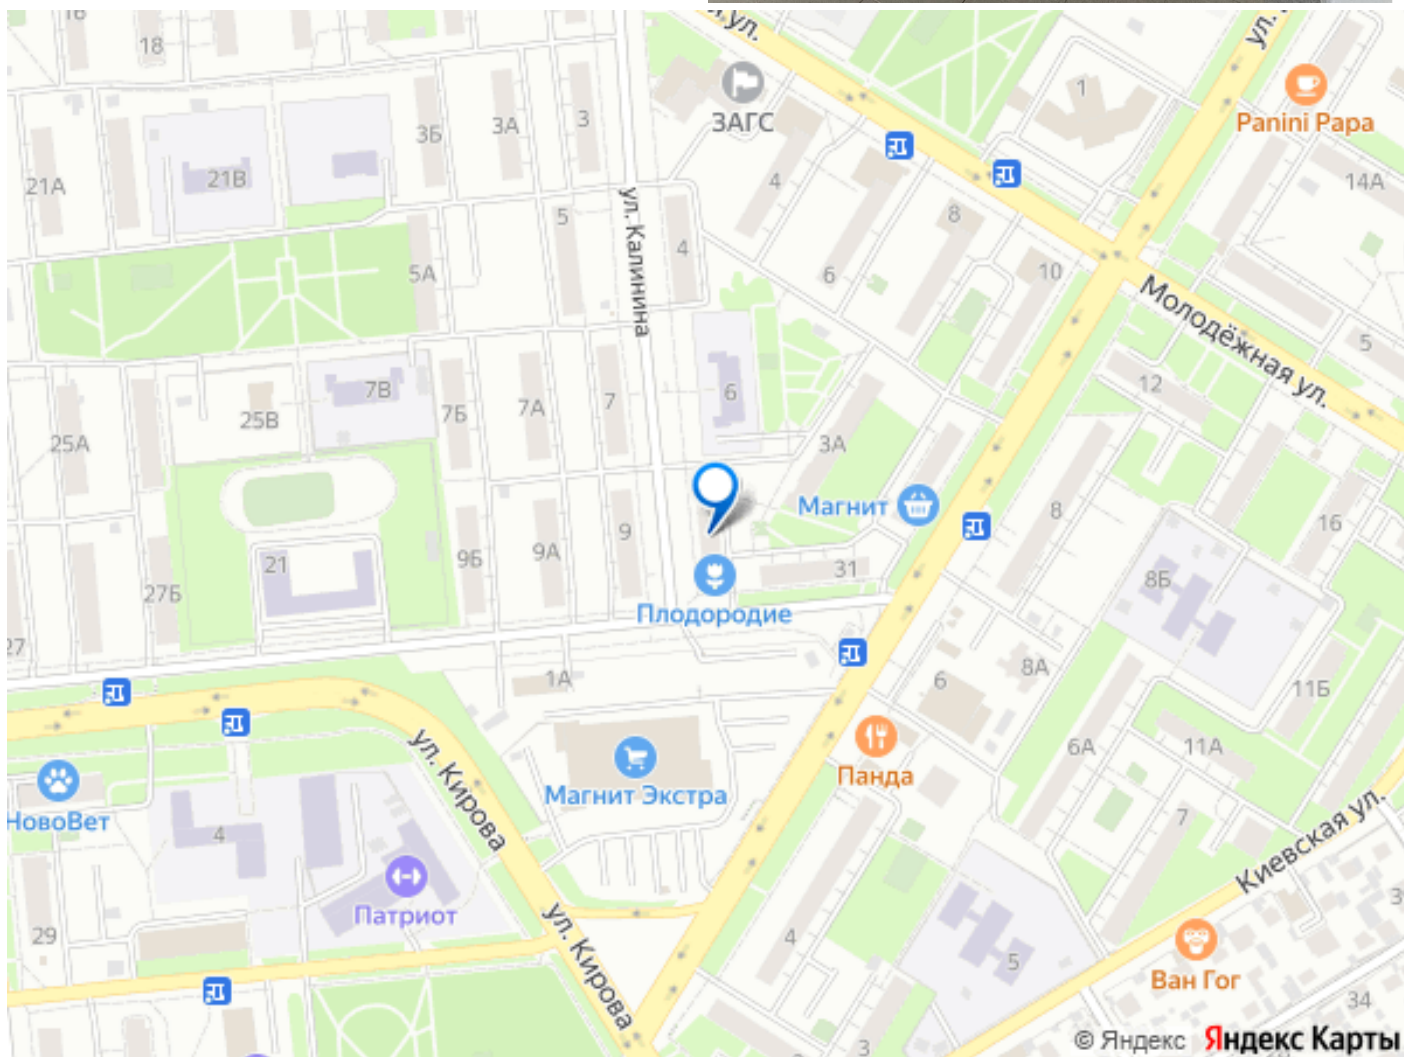 18
ул.
ул.
1
Panini Papa
ЗАГС
3Б
3А
3
21А
21В
4
14А
8
5
4
ул. Калинина
5А
6
10
Молодёжная ул.
5
12
6
7В
7Б
7А
7
25В
25А
3А
Магнит
8
16
9
9Б
9А
21
31
8Б
27Б
Плодородие
27
1А
6
8А
11Б
ул. Кирова
6А
11А
Панда
Магнит Экстра
НовоВет
4
7
Киевская ул.
Патриот
ул. Кирова
29
4
5
Ван Гог
34
3
© Яндекс Яндекс Карты